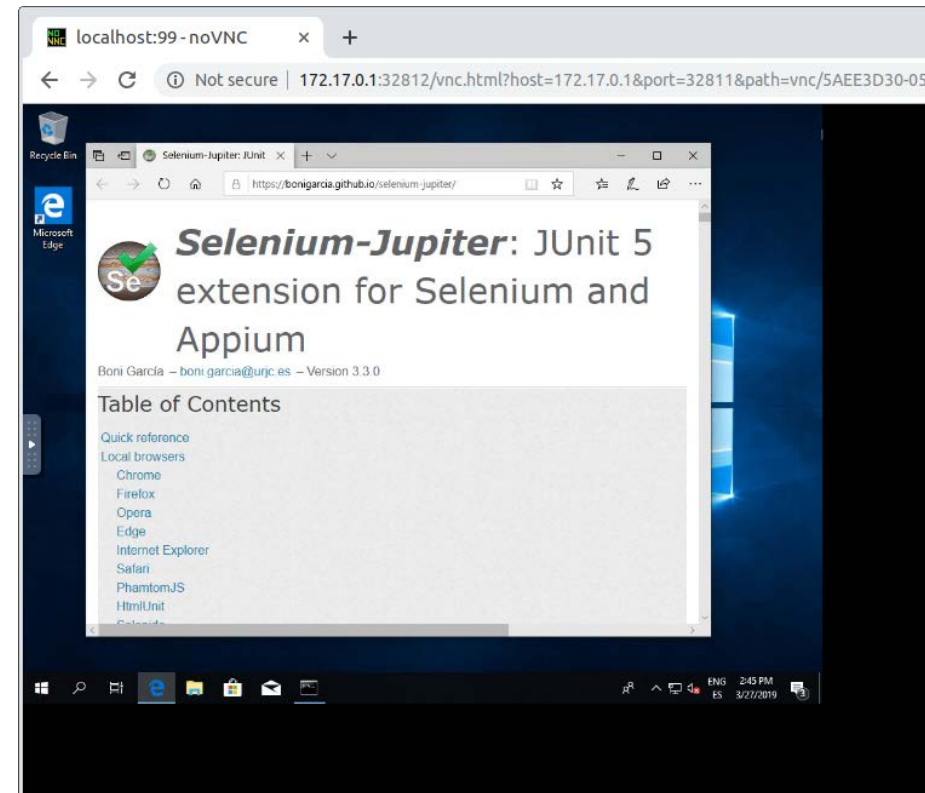 localhost:99 - noVNC × +
Not secure | 172.17.0.1:32812/vnc.html?host=172.17.0.1&port=32811&path=vnc/5AEE3D30-05
Recycle Bin
Selenium-Jupiter: JUnit
https://bonigarcia.github.io/selenium-jupiter/
Microsoft
Edge
Se
Selenium-Jupiter: JUnit 5
extension for Selenium and
Appium
Boni García – boni.garcia@urjc.es – Version 3.3.0
Table of Contents
Quick reference
Local browsers
Chrome
Firefox
Opera
Edge
Internet Explorer
Safari
PhamtomJS
HtmlUnit
ENG 2:45 PM
ES 3/27/2019